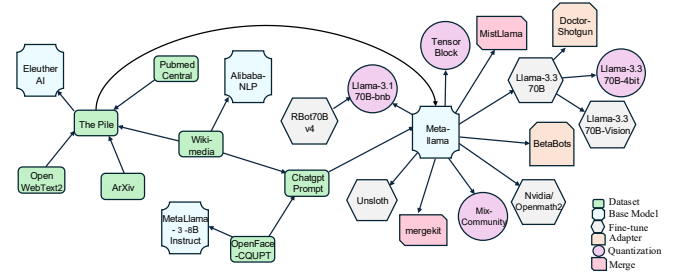 Eleuther
AI
Pubmed
Central
Alibaba-
NLP
The Pile
Wiki-
media
Open
WebText2
ArXiv
MetaLlama
- 3 -8B
Instruct
OpenFace
-CQUPT
Chatgpt
Prompt
RBot70B
v4
Llama-3.1
70B-bnb
Tensor
Block
MistLlama
Doctor-
Shotgun
Llama-3.3
70B
Llama-3.3
70B-4bit
Llama-3.3
70B-Vision
Meta-
llama
BetaBots
Unsloth
mergekit
Mix-
Community
Nvidia/
Openmath2
Dataset
Base Model
Fine-tune
Adapter
Quantization
Merge